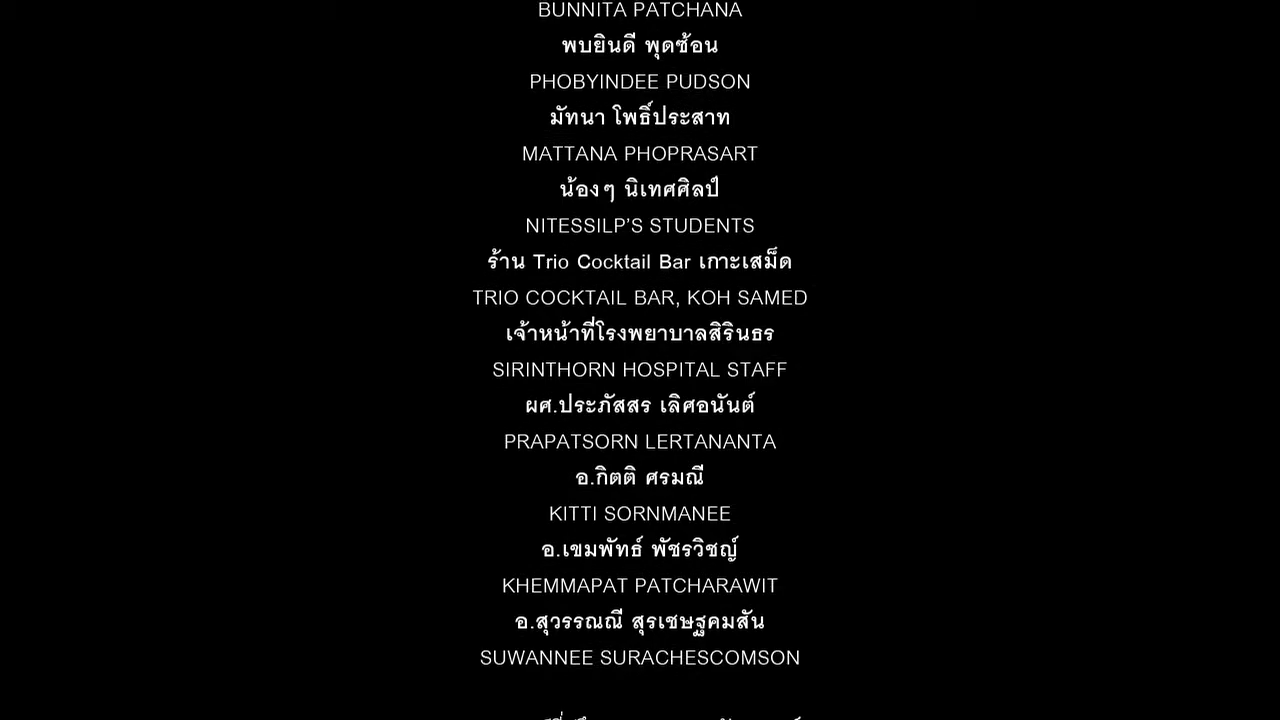 BUNNITA PATCHANA
พบยินดี พุดซ้อน
PHOBYINDEE PUDSON
มัทนา โพธิ์ประสาท
MATTANA PHOPRASART
น้องๆ นิเทศศิลป์
NITESSILP’S STUDENTS
ร้าน Trio Cocktail Bar เกาะเสม็ด
TRIO COCKTAIL BAR, KOH SAMED
เจ้าหน้าที่โรงพยาบาลสิรินธร
SIRINTHORN HOSPITAL STAFF
ผศ.ประภัสสร เลิศอนันต์
PRAPATSORN LERTANANTA
อ.กิตติ ศรมณี
KITTI SORNMANEE
อ.เขมพัทธ์ พัชรวิชญ์
KHEMMAPAT PATCHARAWIT
อ.สุวรรณณี สุรเชษฐคมสัน
SUWANNEE SURACHESCOMSON